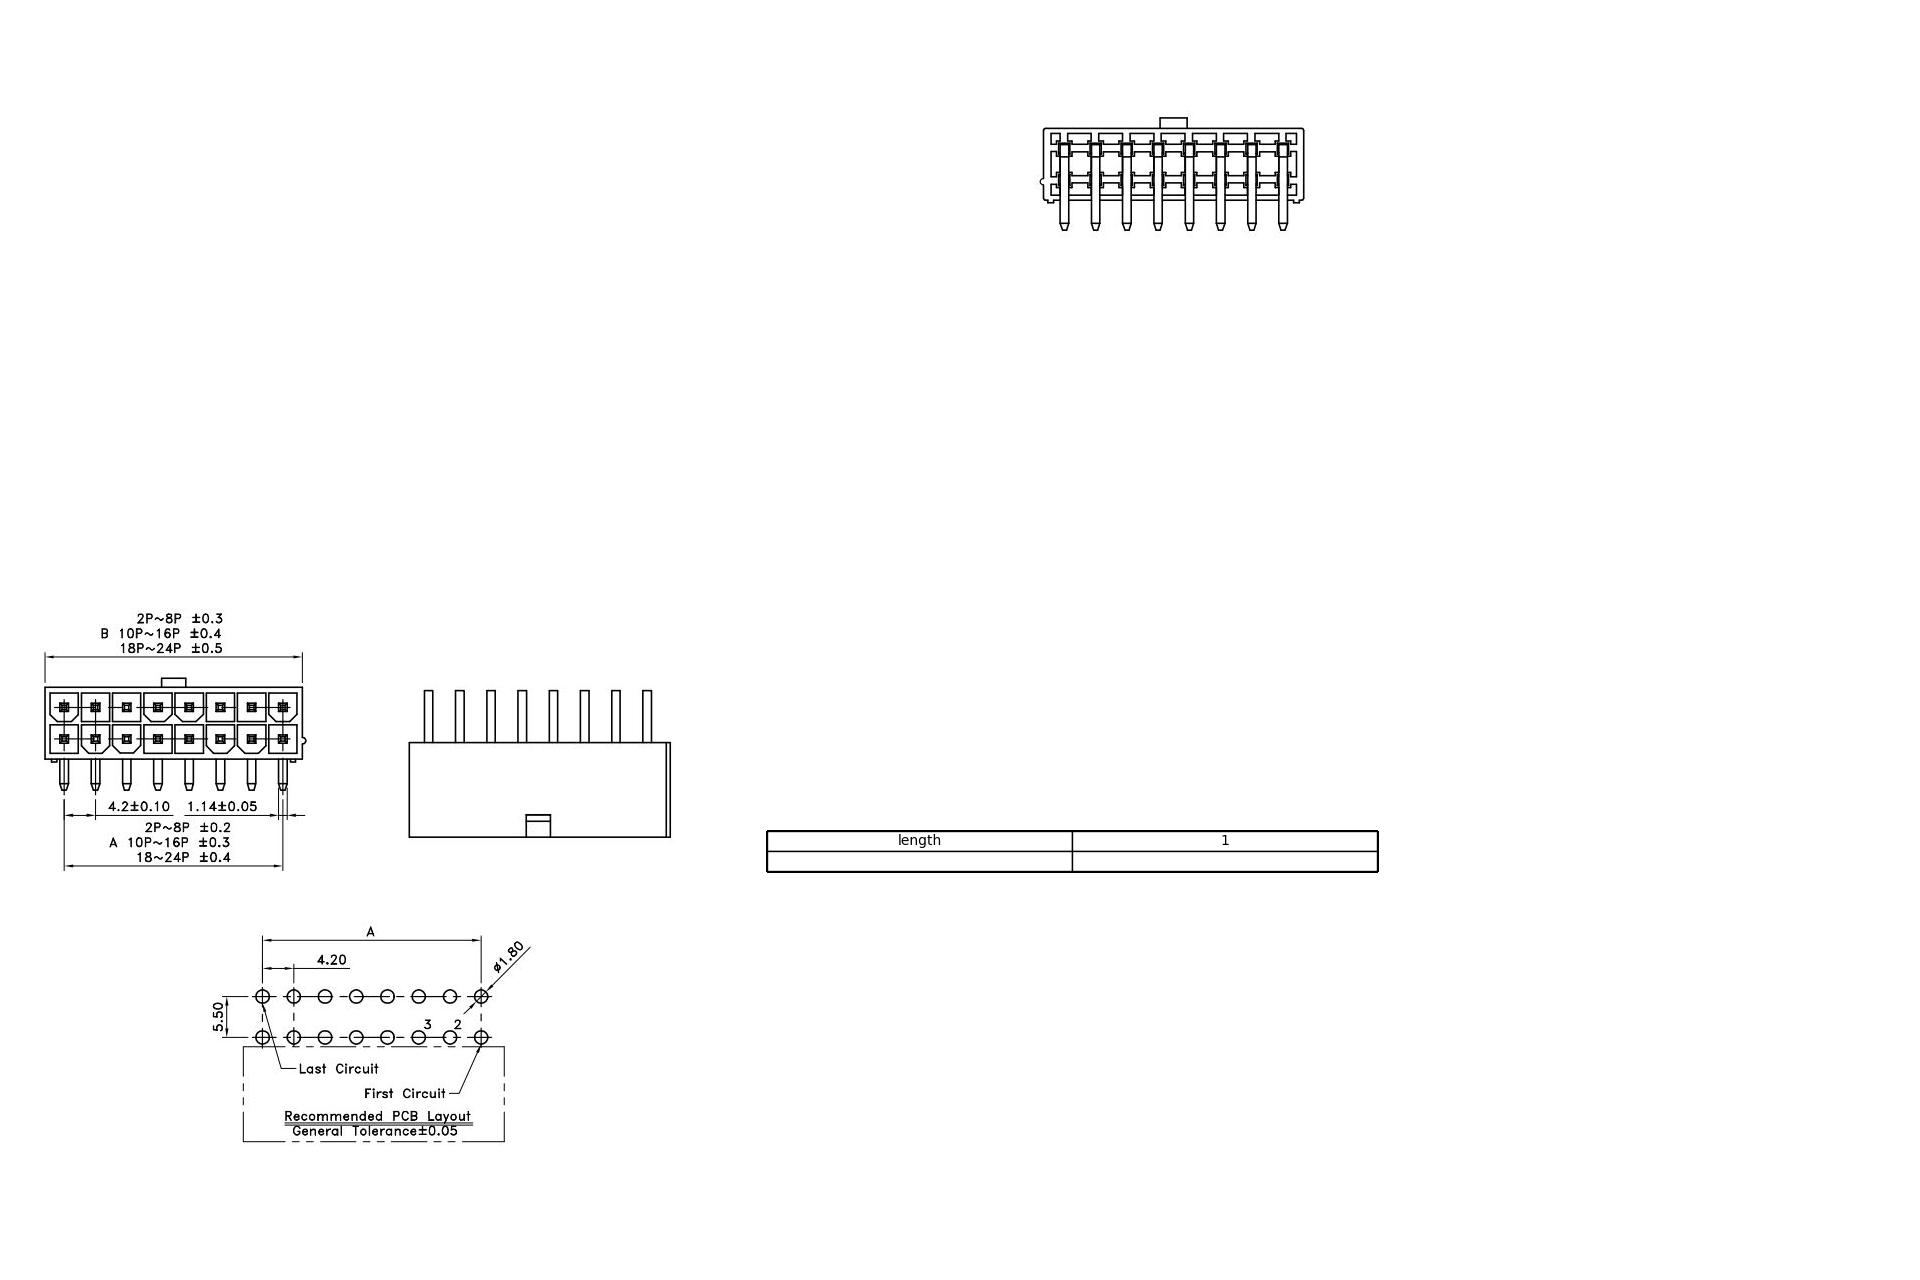 2P~8P ±0.3
B 10P~16P ±0.4
18P~24P ±0.5
4.2±0.10 1.14±0.05
2P~8P ±0.2
A 10P~16P ±0.3
18~24P ±0.4
length 1
A
4.20
ø1.80
5.50
3 2
Last Circuit
First Circuit
Recommended PCB Layout
General Tolerance±0.05